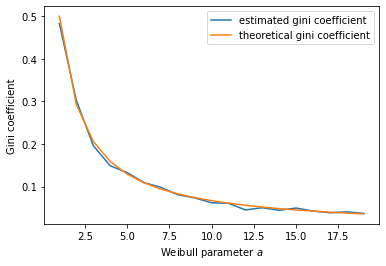 estimated gini coefficient
theoretical gini coefficient
0.5
0.4
0.3
0.2
0.1
Gini coefficient
2.5 5.0 7.5 10.0 12.5 15.0 17.5
Weibull parameter a